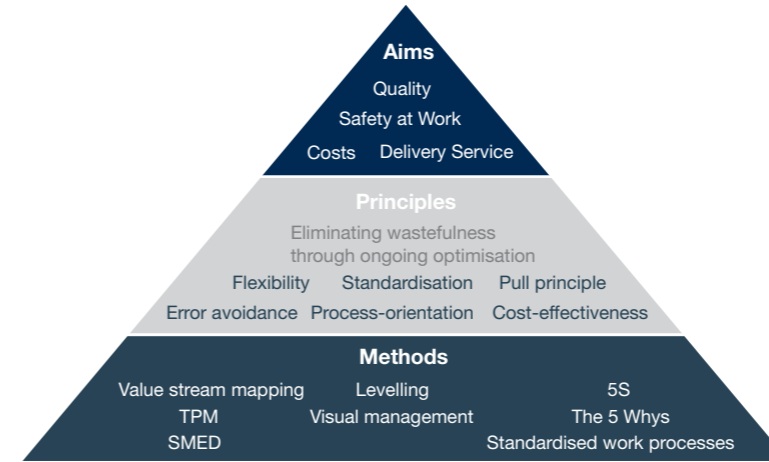 Aims
Quality
Safety at Work
Costs Delivery Service
Principles
Eliminating wastefulness
through ongoing optimisation
Flexibility Standardisation Pull principle
Error avoidance Process-orientation Cost-effectiveness
Methods
Value stream mapping Levelling 5S
TPM Visual management The 5 Whys
SMED Standardised work processes